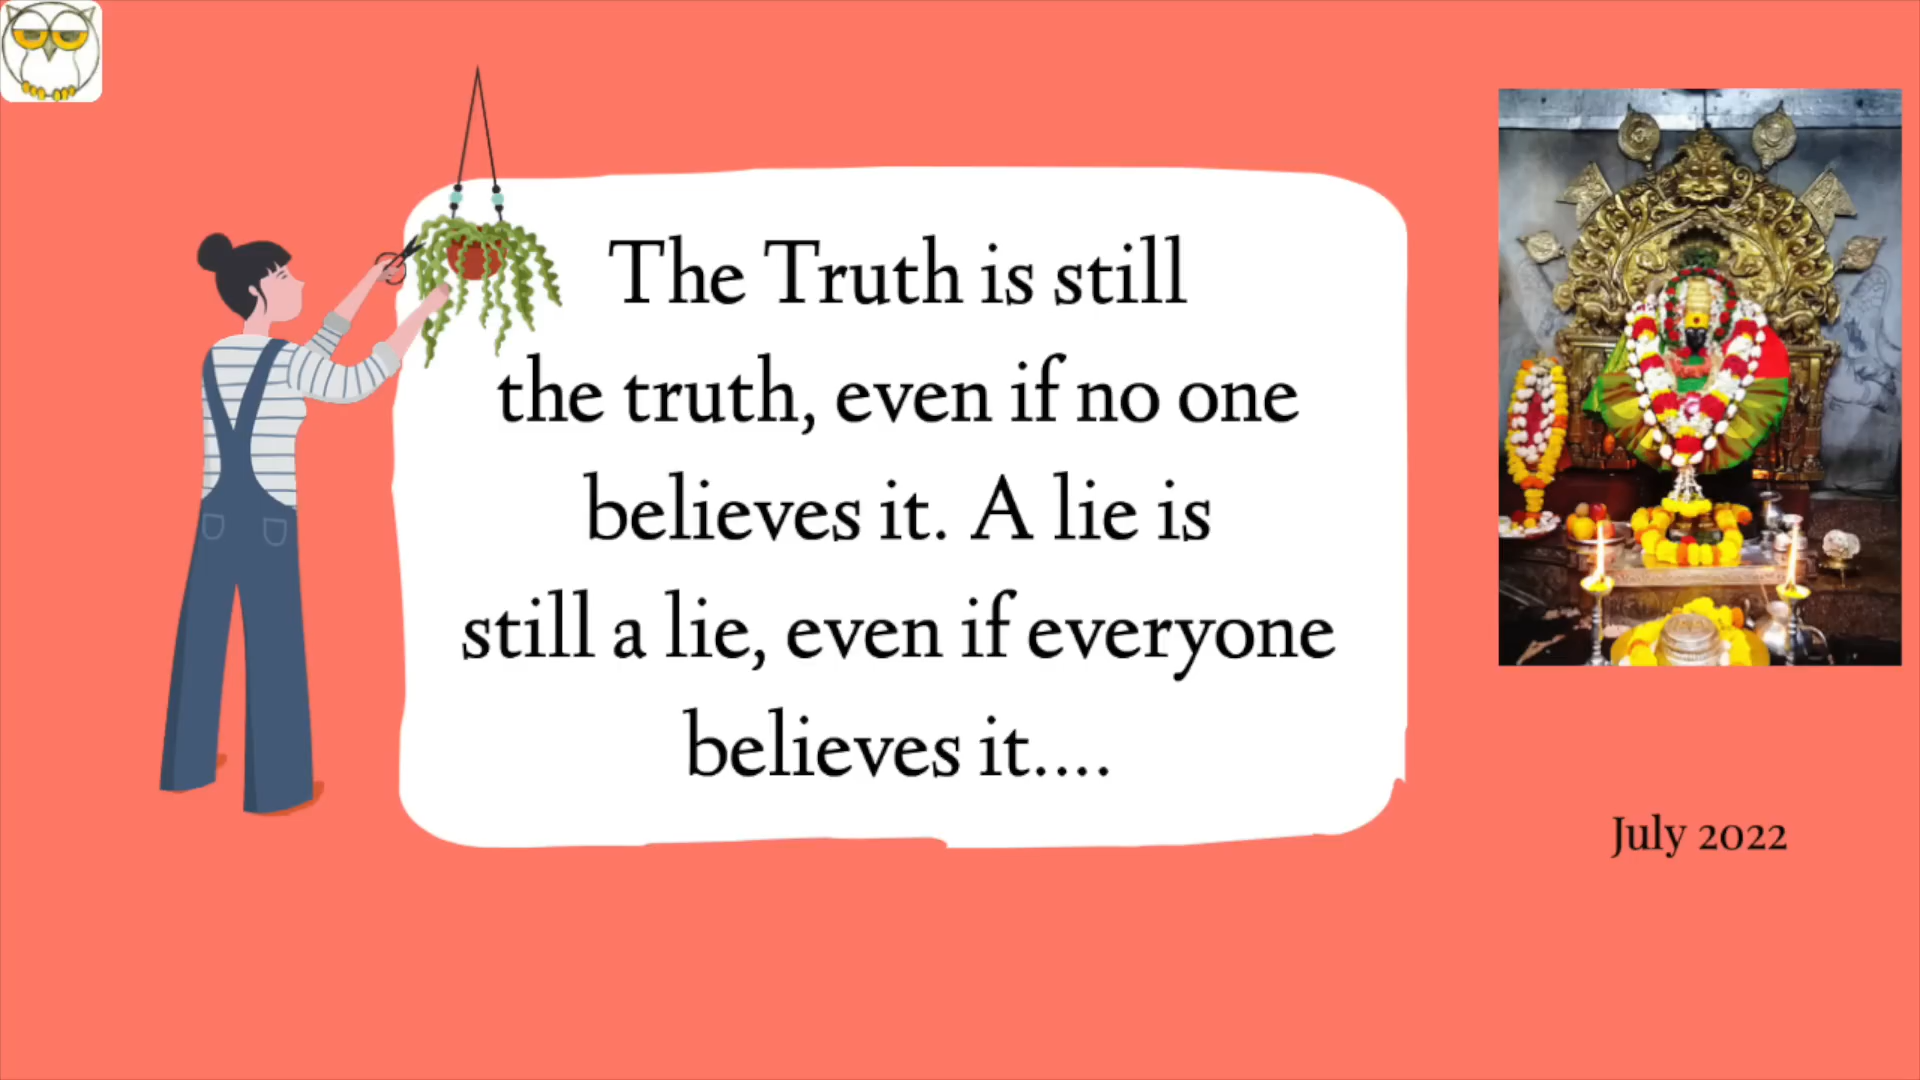 The Truth is still
the truth, even if no one
believes it. A lie is
still a lie, even if everyone
believes it....
July 2022